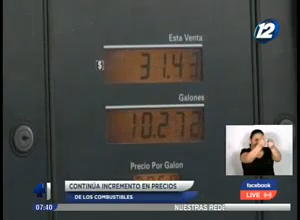 12
Esta Venta
$ 31.43
Galones
10.272
Precio Por Galon
CONTINÚA INCREMENTO EN PRECIOS
DE LOS COMBUSTIBLES
facebook
LIVE
07:40
NUESTRAS REDE